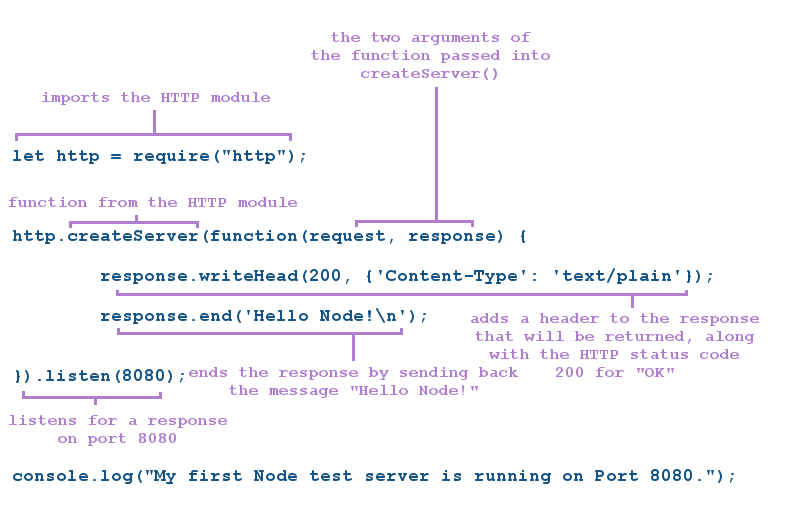 the two arguments of
the function passed into
createServer()
imports the HTTP module
let http = require("http");
function from the HTTP module
http.createServer(function(request, response) {
response.writeHead(200, {'Content-Type': 'text/plain'});
response.end('Hello Node!\n');
adds a header to the response
that will be returned, along
with the HTTP status code
200 for "OK"
ends the response by sending back
the message "Hello Node!"
}).listen(8080);
listens for a response
on port 8080
console.log("My first Node test server is running on Port 8080.");